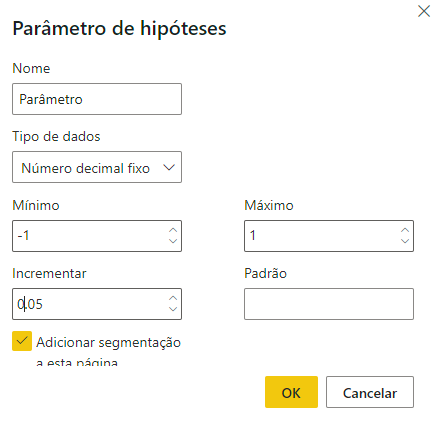 Parâmetro de hipóteses
Nome
Parâmetro
Tipo de dados
Número decimal fixo
Mínimo
Máximo
-1
1
Incrementar
Padrão
0,05
Adicionar segmentação
a esta página
OK
Cancelar